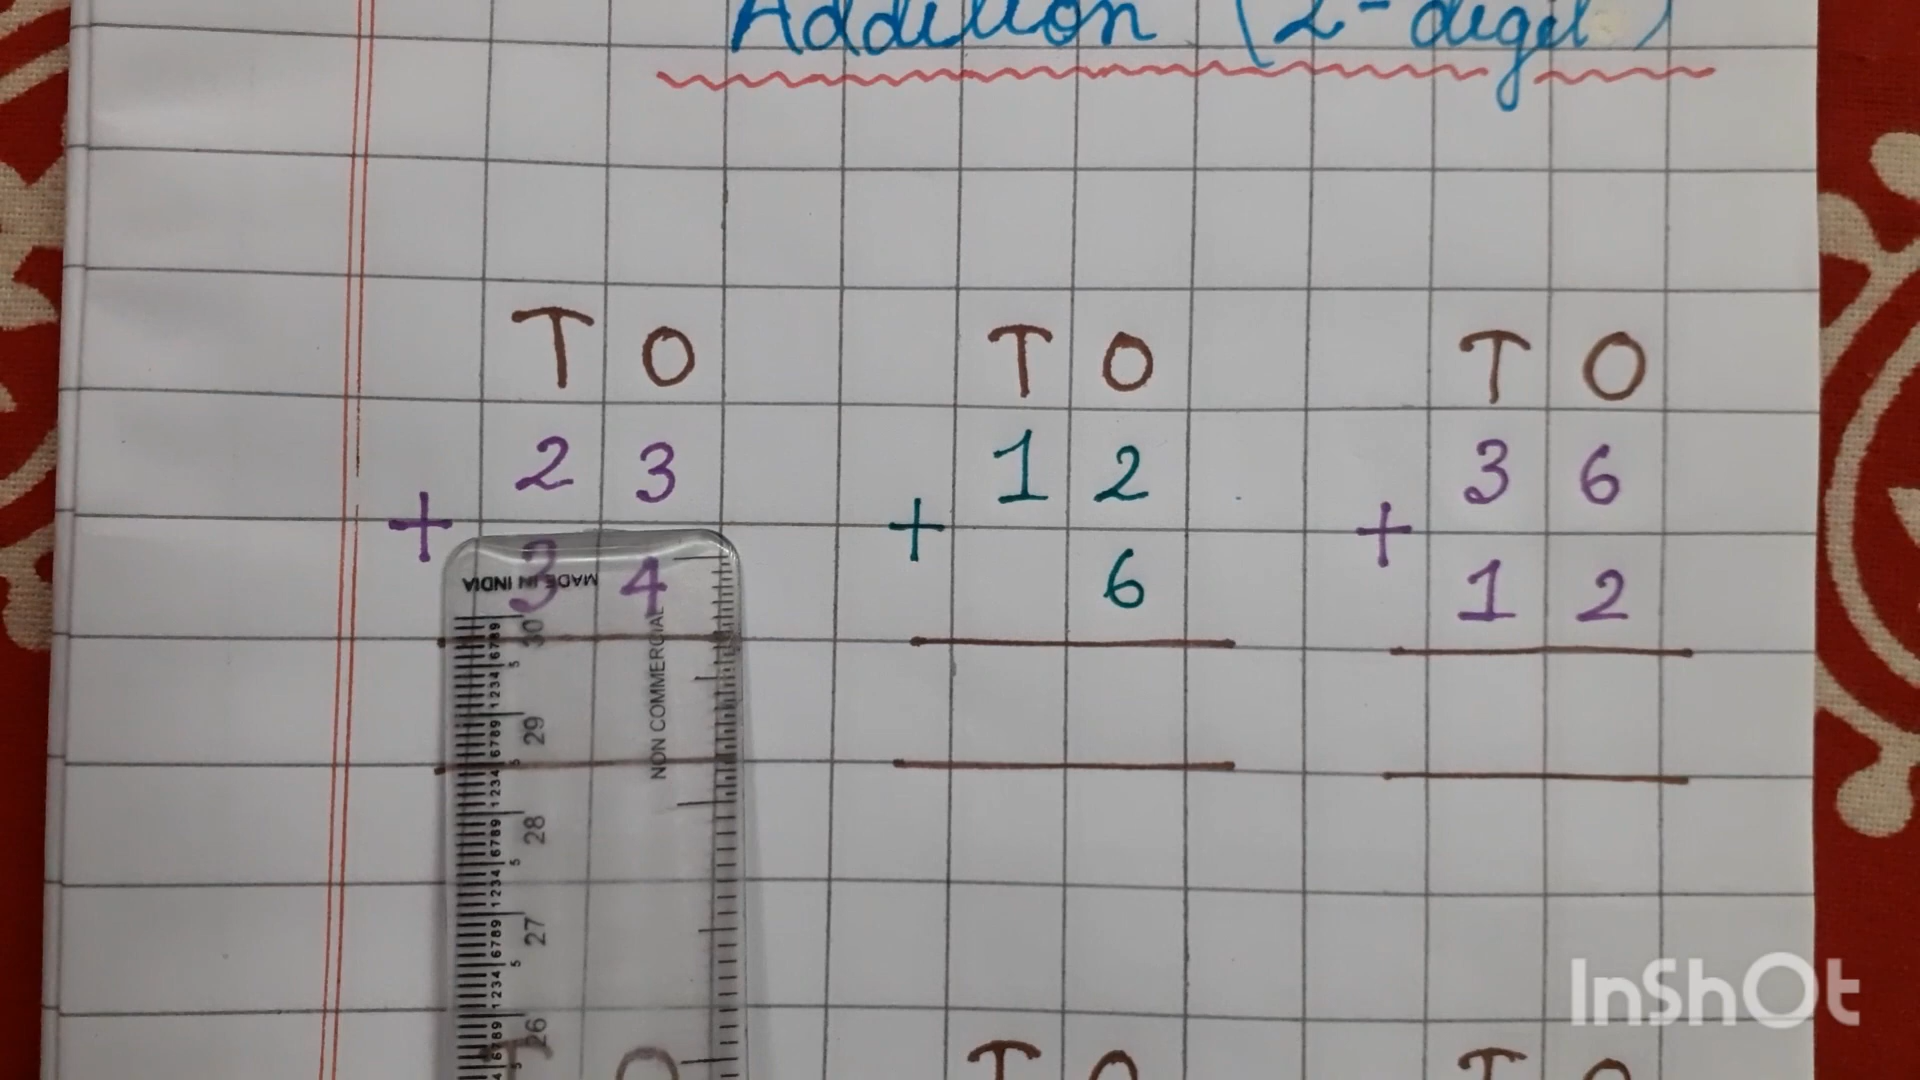 Addition (2-digit)
T O T O T O
2 3 1 2 3 6
+ + +
3 4 6 1 2
MADE IN INDIA
NON COMMERCIAL
30
29
28
27
26
T O T O T O
InShOt